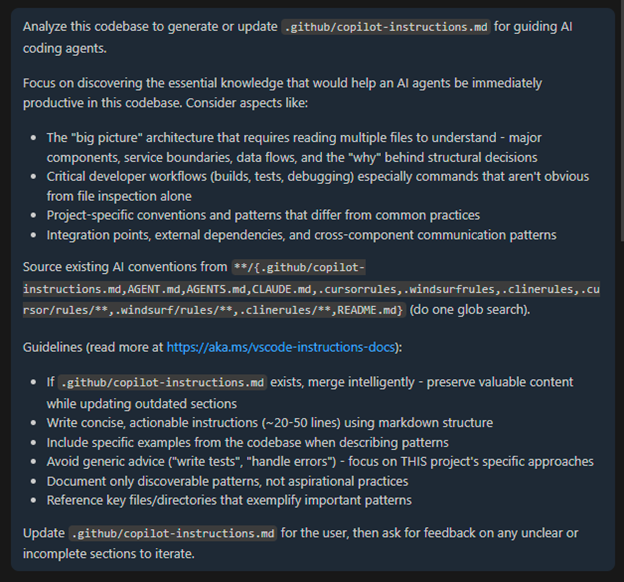 Analyze this codebase to generate or update .github/copilot-instructions.md for guiding AI
coding agents.
Focus on discovering the essential knowledge that would help an AI agents be immediately
productive in this codebase. Consider aspects like:
• The "big picture" architecture that requires reading multiple files to understand - major
components, service boundaries, data flows, and the "why" behind structural decisions
• Critical developer workflows (builds, tests, debugging) especially commands that aren't obvious
from file inspection alone
• Project-specific conventions and patterns that differ from common practices
• Integration points, external dependencies, and cross-component communication patterns
Source existing AI conventions from **/{.github/copilot-
instructions.md,AGENT.md,AGENTS.md,CLAUDE.md,.cursorrules,.windsurfrules,.clinerules,.cu
rsor/rules/**,.windsurf/rules/**,.clinerules/**,README.md} (do one glob search).
Guidelines (read more at https://aka.ms/vscode-instructions-docs):
• If .github/copilot-instructions.md exists, merge intelligently - preserve valuable content
while updating outdated sections
• Write concise, actionable instructions (~20-50 lines) using markdown structure
• Include specific examples from the codebase when describing patterns
• Avoid generic advice ("write tests", "handle errors") - focus on THIS project's specific approaches
• Document only discoverable patterns, not aspirational practices
• Reference key files/directories that exemplify important patterns
Update .github/copilot-instructions.md for the user, then ask for feedback on any unclear or
incomplete sections to iterate.